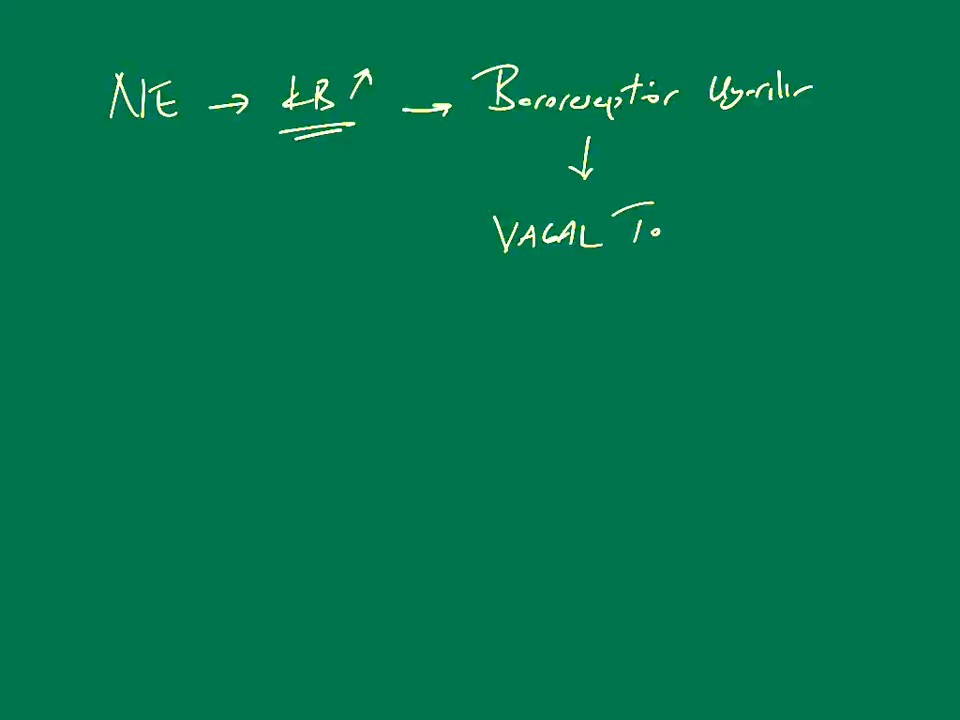 NE → KB ↑ → Baroreseptör Uyarılır
↓
VAGAL To